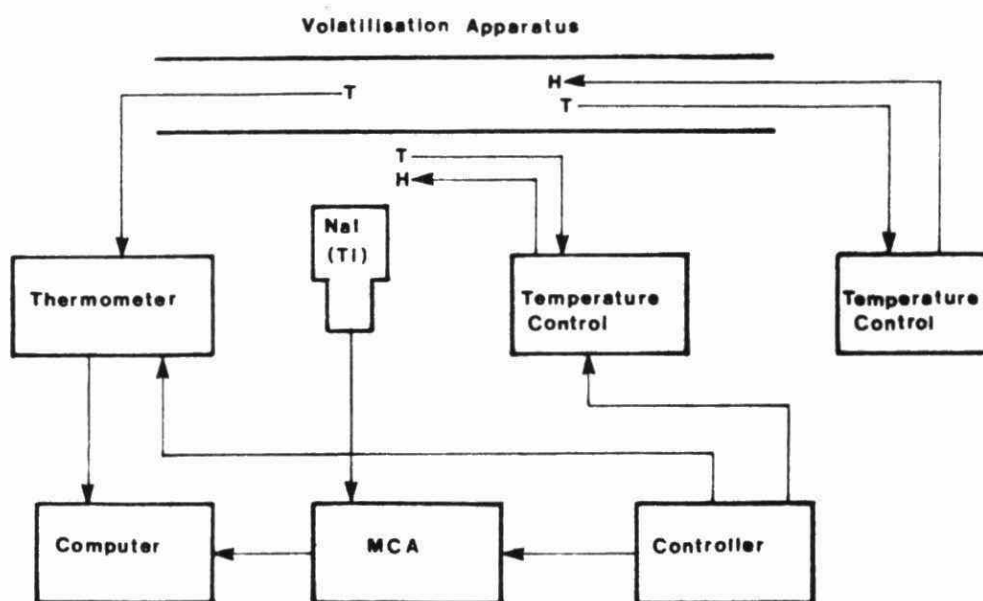 Volatilisation Apparatus
H
T
T
T
H
NaI
(Tl)
Thermometer
Temperature
Control
Temperature
Control
Computer
MCA
Controller